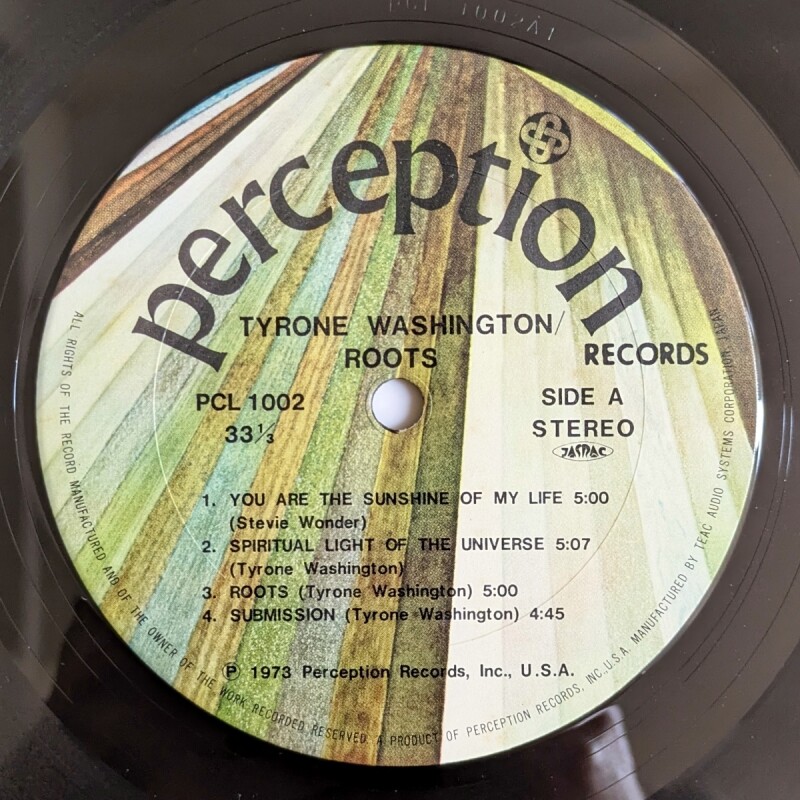 PCL 1002A1
perception
RECORDS
TYRONE WASHINGTON/
ROOTS
PCL 1002
33 1/3
SIDE A
STEREO
JASRAC
1. YOU ARE THE SUNSHINE OF MY LIFE 5:00
(Stevie Wonder)
2. SPIRITUAL LIGHT OF THE UNIVERSE 5:07
(Tyrone Washington)
3. ROOTS (Tyrone Washington) 5:00
4. SUBMISSION (Tyrone Washington) 4:45
Ⓟ 1973 Perception Records, Inc., U.S.A.
ALL RIGHTS OF THE RECORD MANUFACTURED AND OF THE OWNER OF THE WORK RECORDED RESERVED. A PRODUCT OF PERCEPTION RECORDS, INC., U.S.A. MANUFACTURED BY TEAC AUDIO SYSTEMS CORPORATION, JAPAN